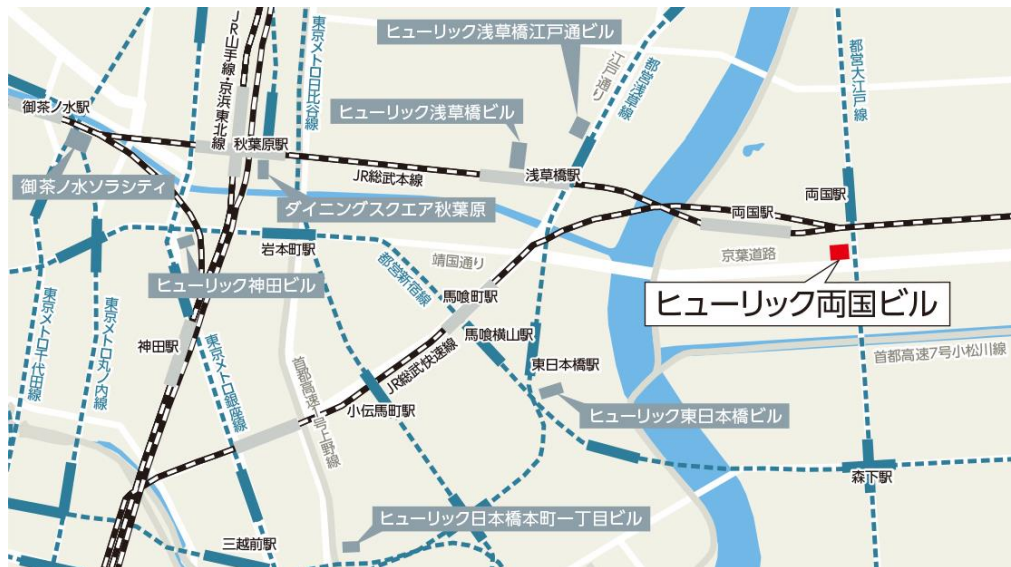 ヒューリック浅草橋江戸通ビル
JR山手線・京浜東北線
東京メトロ日比谷線
江戸通り
都営浅草線
都営大江戸線
御茶ノ水駅
ヒューリック浅草橋ビル
秋葉原駅
JR総武本線
浅草橋駅
御茶ノ水ソラシティ
ダイニングスクエア秋葉原
両国駅
両国駅
岩本町駅
靖国通り
京葉道路
都営新宿線
ヒューリック神田ビル
馬喰町駅
ヒューリック両国ビル
馬喰横山駅
神田駅
東京メトロ千代田線
東京メトロ丸ノ内線
東京メトロ銀座線
首都高速1号上野線
JR総武快速線
東日本橋駅
首都高速7号小松川線
小伝馬町駅
ヒューリック東日本橋ビル
森下駅
ヒューリック日本橋本町一丁目ビル
三越前駅